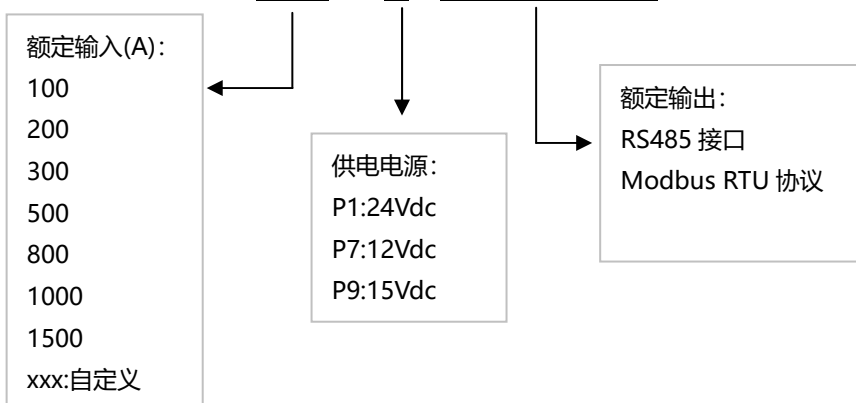 额定输入(A):
100
200
300
500
800
1000
1500
xxx:自定义
供电电源:
P1:24Vdc
P7:12Vdc
P9:15Vdc
额定输出:
RS485 接口
Modbus RTU 协议